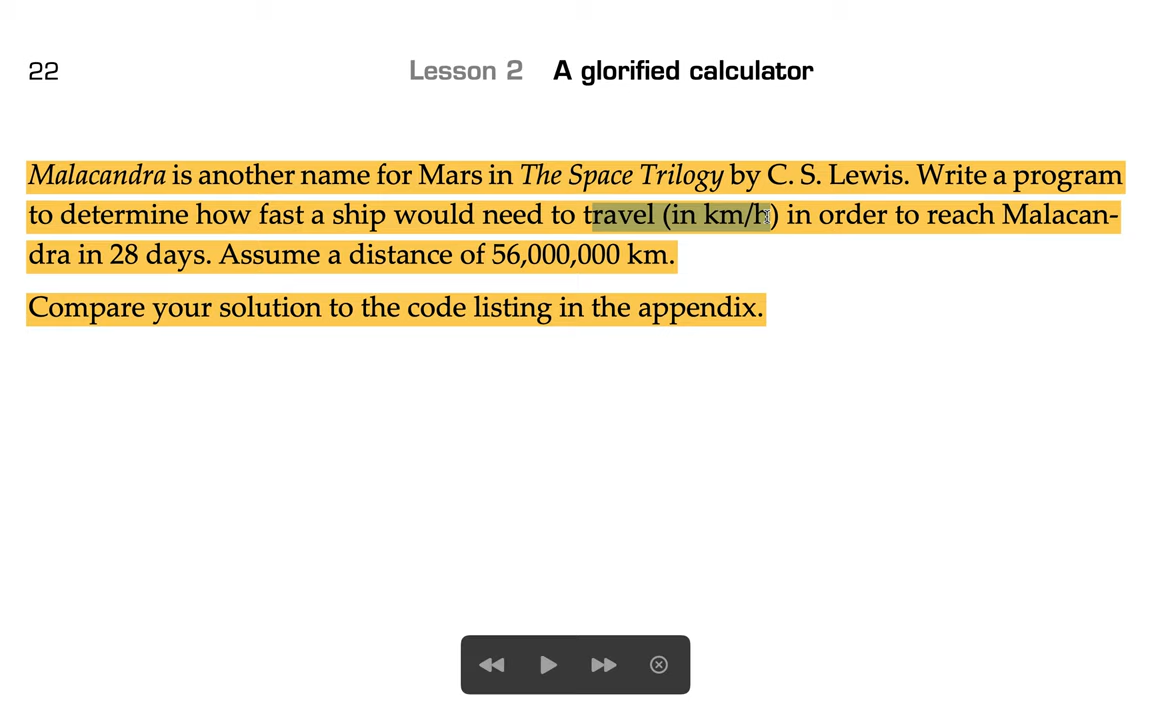 22 Lesson 2 A glorified calculator
Malacandra is another name for Mars in The Space Trilogy by C. S. Lewis. Write a program
to determine how fast a ship would need to travel (in km/h) in order to reach Malacan-
dra in 28 days. Assume a distance of 56,000,000 km.
Compare your solution to the code listing in the appendix.